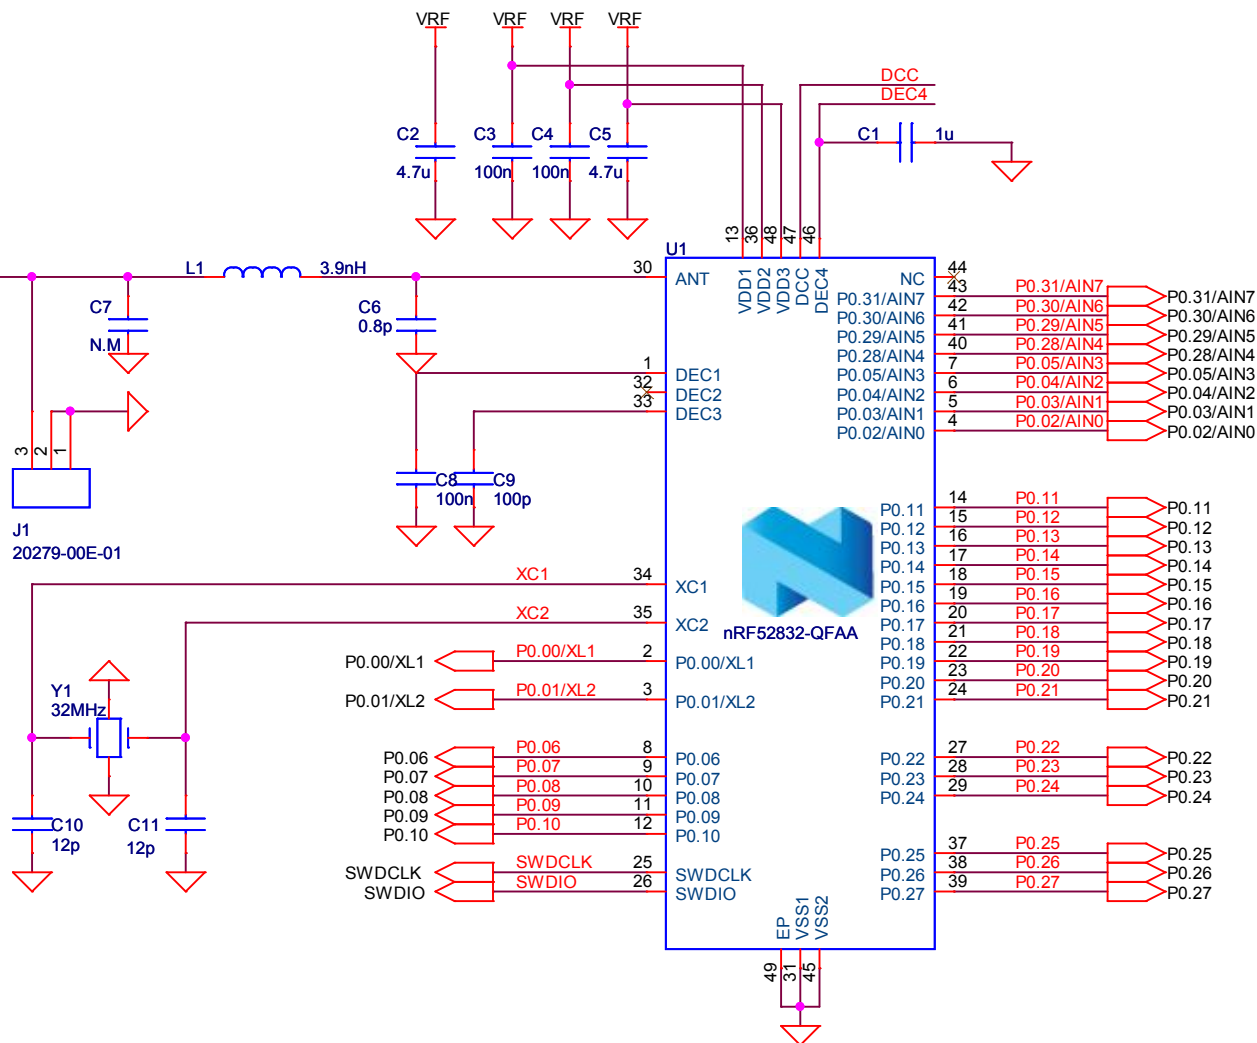 VRF VRF VRF VRF
DCC
DEC4
C2 C3 C4 C5 C1 1u
4.7u 100n 100n 4.7u
13 36 48 47 46
U1
L1 3.9nH 30 ANT VDD1 VDD2 VDD3 DCC DEC4 NC 44
C7 N.M
C6 0.8p
43 P0.31/AIN7 P0.31/AIN7 P0.31/AIN7
42 P0.30/AIN6 P0.30/AIN6 P0.30/AIN6
41 P0.29/AIN5 P0.29/AIN5 P0.29/AIN5
40 P0.28/AIN4 P0.28/AIN4 P0.28/AIN4
7 P0.05/AIN3 P0.05/AIN3 P0.05/AIN3
6 P0.04/AIN2 P0.04/AIN2 P0.04/AIN2
5 P0.03/AIN1 P0.03/AIN1 P0.03/AIN1
4 P0.02/AIN0 P0.02/AIN0 P0.02/AIN0
1 DEC1
32 DEC2
33 DEC3
3 2 1
C8 100n C9 100p
J1
20279-00E-01
P0.11 14 P0.11 P0.11
P0.12 15 P0.12 P0.12
P0.13 16 P0.13 P0.13
P0.14 17 P0.14 P0.14
P0.15 18 P0.15 P0.15
P0.16 19 P0.16 P0.16
P0.17 20 P0.17 P0.17
P0.18 21 P0.18 P0.18
P0.19 22 P0.19 P0.19
P0.20 23 P0.20 P0.20
P0.21 24 P0.21 P0.21
XC1 34 XC1
XC2 35 XC2
nRF52832-QFAA
P0.00/XL1 P0.00/XL1 2 P0.00/XL1
P0.01/XL2 P0.01/XL2 3 P0.01/XL2
Y1
32MHz
P0.06 P0.06 8 P0.06
P0.07 P0.07 9 P0.07
P0.08 P0.08 10 P0.08
P0.09 P0.09 11 P0.09
P0.10 P0.10 12 P0.10
P0.22 27 P0.22 P0.22
P0.23 28 P0.23 P0.23
P0.24 29 P0.24 P0.24
C10 12p C11 12p
SWDCLK SWDCLK 25 SWDCLK
SWDIO SWDIO 26 SWDIO
P0.25 37 P0.25 P0.25
P0.26 38 P0.26 P0.26
P0.27 39 P0.27 P0.27
EP VSS1 VSS2
49 31 45